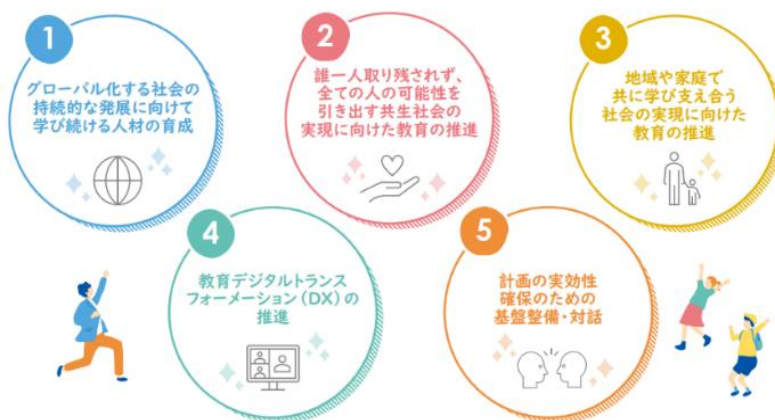 1
グローバル化する社会の
持続的な発展に向けて
学び続ける人材の育成
2
誰一人取り残されず、
全ての人の可能性を
引き出す共生社会の
実現に向けた教育の推進
3
地域や家庭で
共に学び支え合う
社会の実現に向けた
教育の推進
4
教育デジタルトランス
フォーメーション(DX)の
推進
5
計画の実効性
確保のための
基盤整備・対話